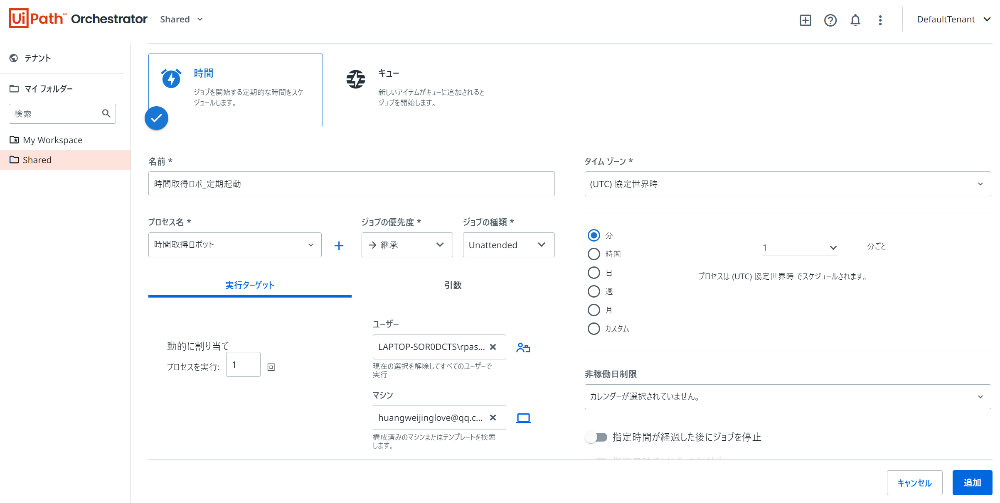 UiPath™ Orchestrator
Shared
DefaultTenant
テナント
マイ フォルダー
検索
My Workspace
Shared
時間
ジョブを開始する定期的な時間をスケ
ジュールします。
キュー
新しいアイテムがキューに追加されると
ジョブを開始します。
名前 *
時間取得ロボ_定期起動
プロセス名 *
時間取得ロボット
ジョブの優先度 *
継承
ジョブの種類 *
Unattended
実行ターゲット
引数
動的に割り当て
プロセスを実行: 1 回
ユーザー
LAPTOP-SOR0DCTS\rpas...
現在の選択を解除してすべてのユーザーで
実行
マシン
huangweijinglove@qq.c...
構成済みのマシンまたはテンプレートを検索
します。
タイム ゾーン *
(UTC) 協定世界時
分
時間
日
週
月
カスタム
1 分ごと
プロセスは (UTC) 協定世界時 でスケジュールされます。
非稼働日制限
カレンダーが選択されていません。
指定時間が経過した後にジョブを停止
キャンセル
追加